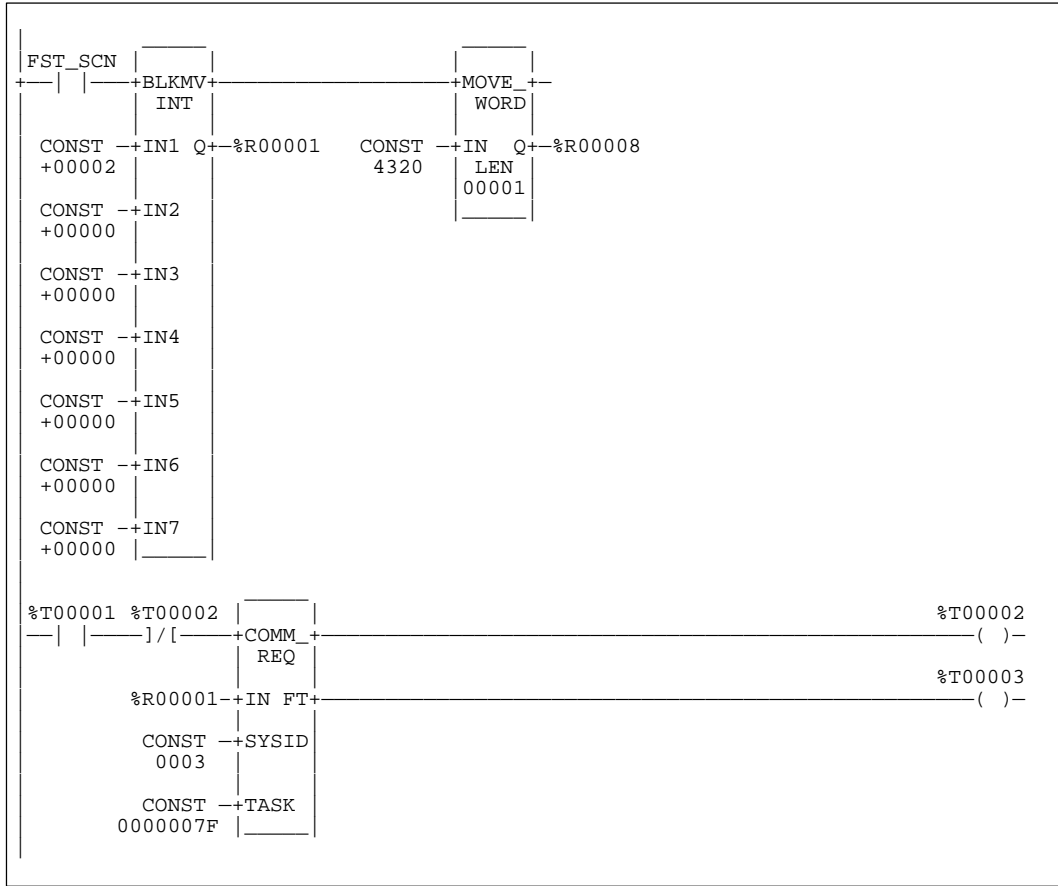 FST_SCN
BLKMV MOVE_
INT WORD
CONST IN1 Q %R00001 CONST IN Q %R00008
+00002 4320 LEN
00001
CONST IN2
+00000
CONST IN3
+00000
CONST IN4
+00000
CONST IN5
+00000
CONST IN6
+00000
CONST IN7
+00000
%T00001 %T00002 %T00002
]/[ COMM_ ( )
REQ
%T00003
%R00001 IN FT ( )
CONST SYSID
0003
CONST TASK
0000007F